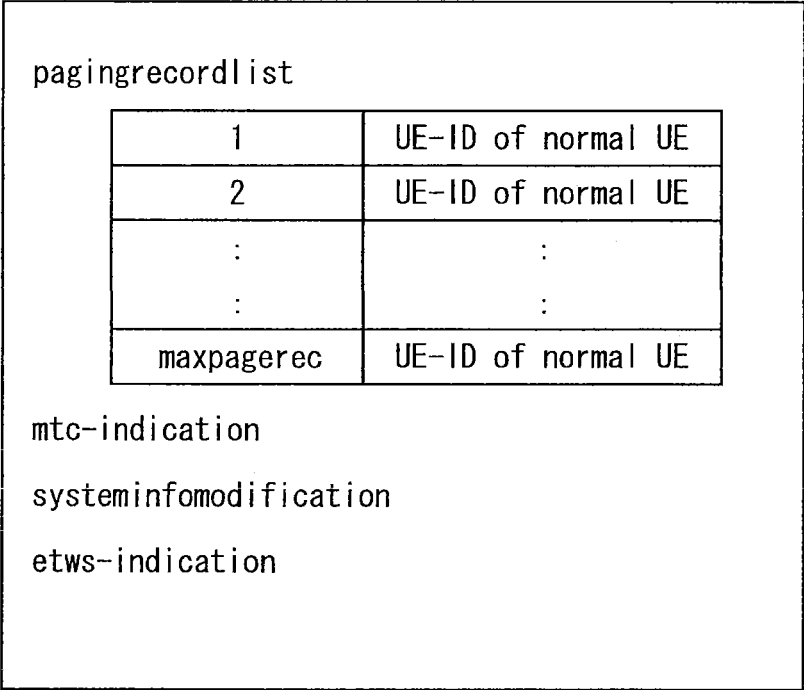 pagingrecordlist
1 UE-ID of normal UE
2 UE-ID of normal UE
: :
: :
maxpagerec UE-ID of normal UE
mtc-indication
systeminfomodification
etws-indication